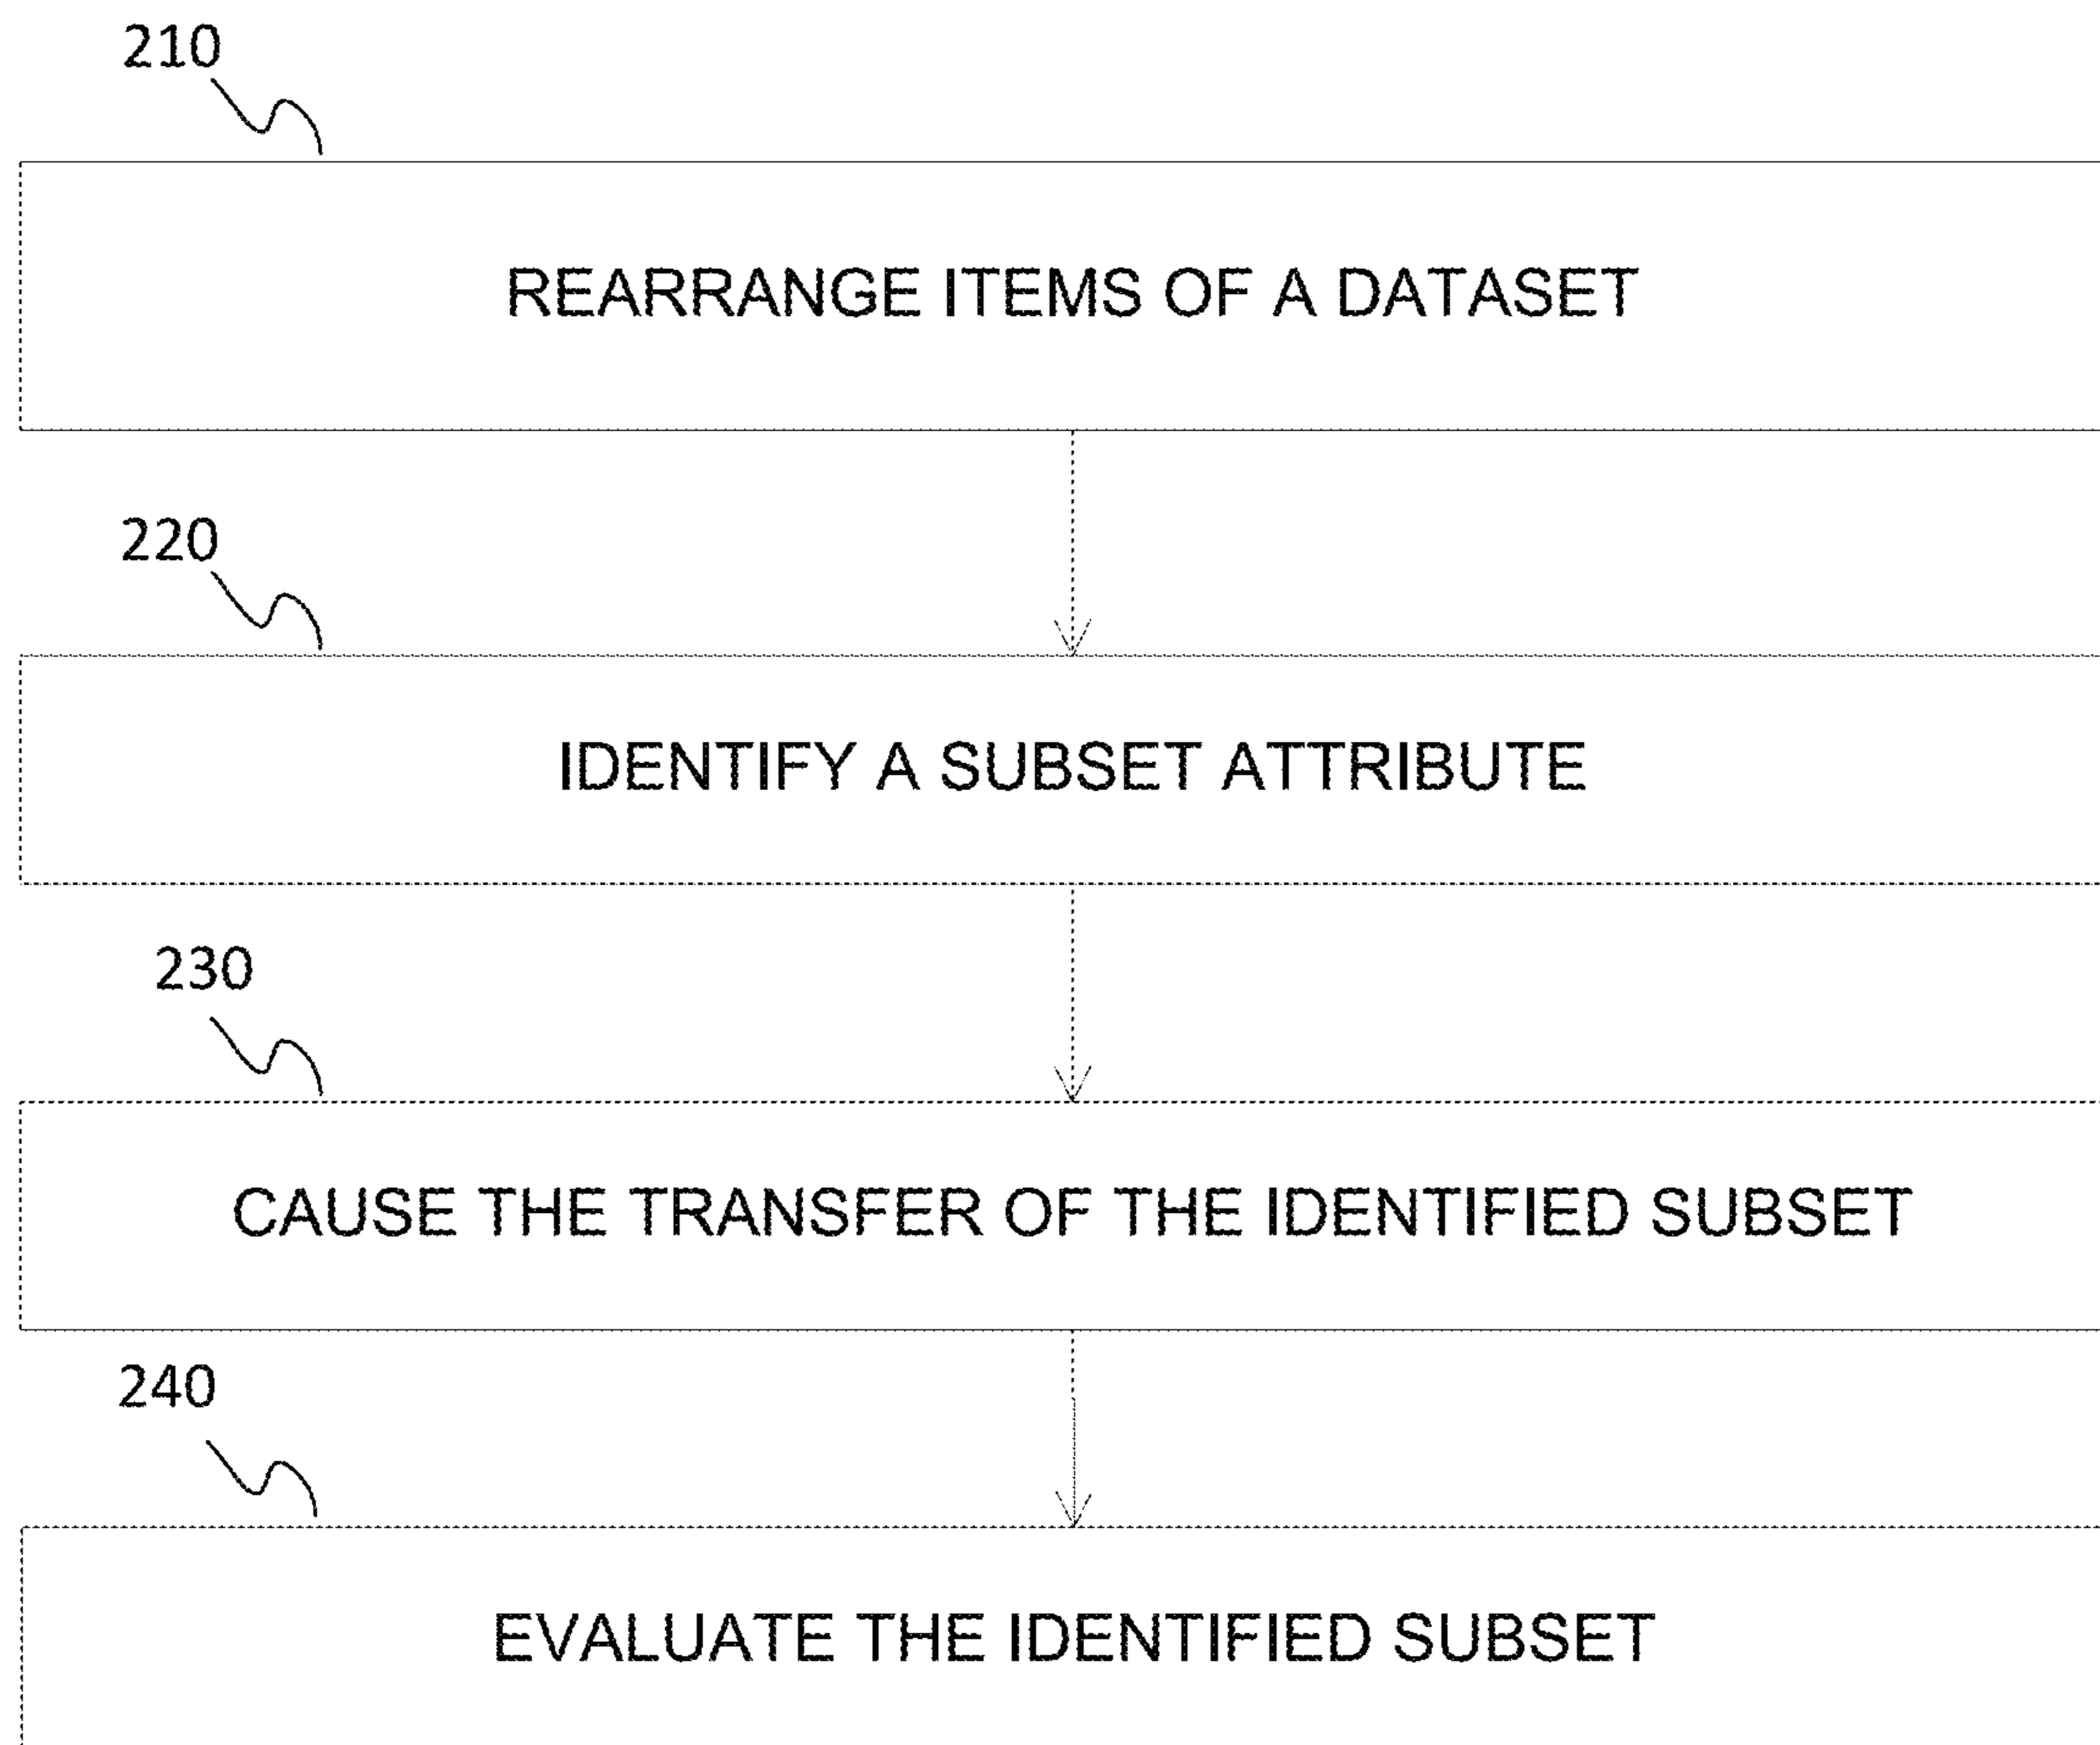 210
REARRANGE ITEMS OF A DATASET
220
IDENTIFY A SUBSET ATTRIBUTE
230
CAUSE THE TRANSFER OF THE IDENTIFIED SUBSET
240
EVALUATE THE IDENTIFIED SUBSET